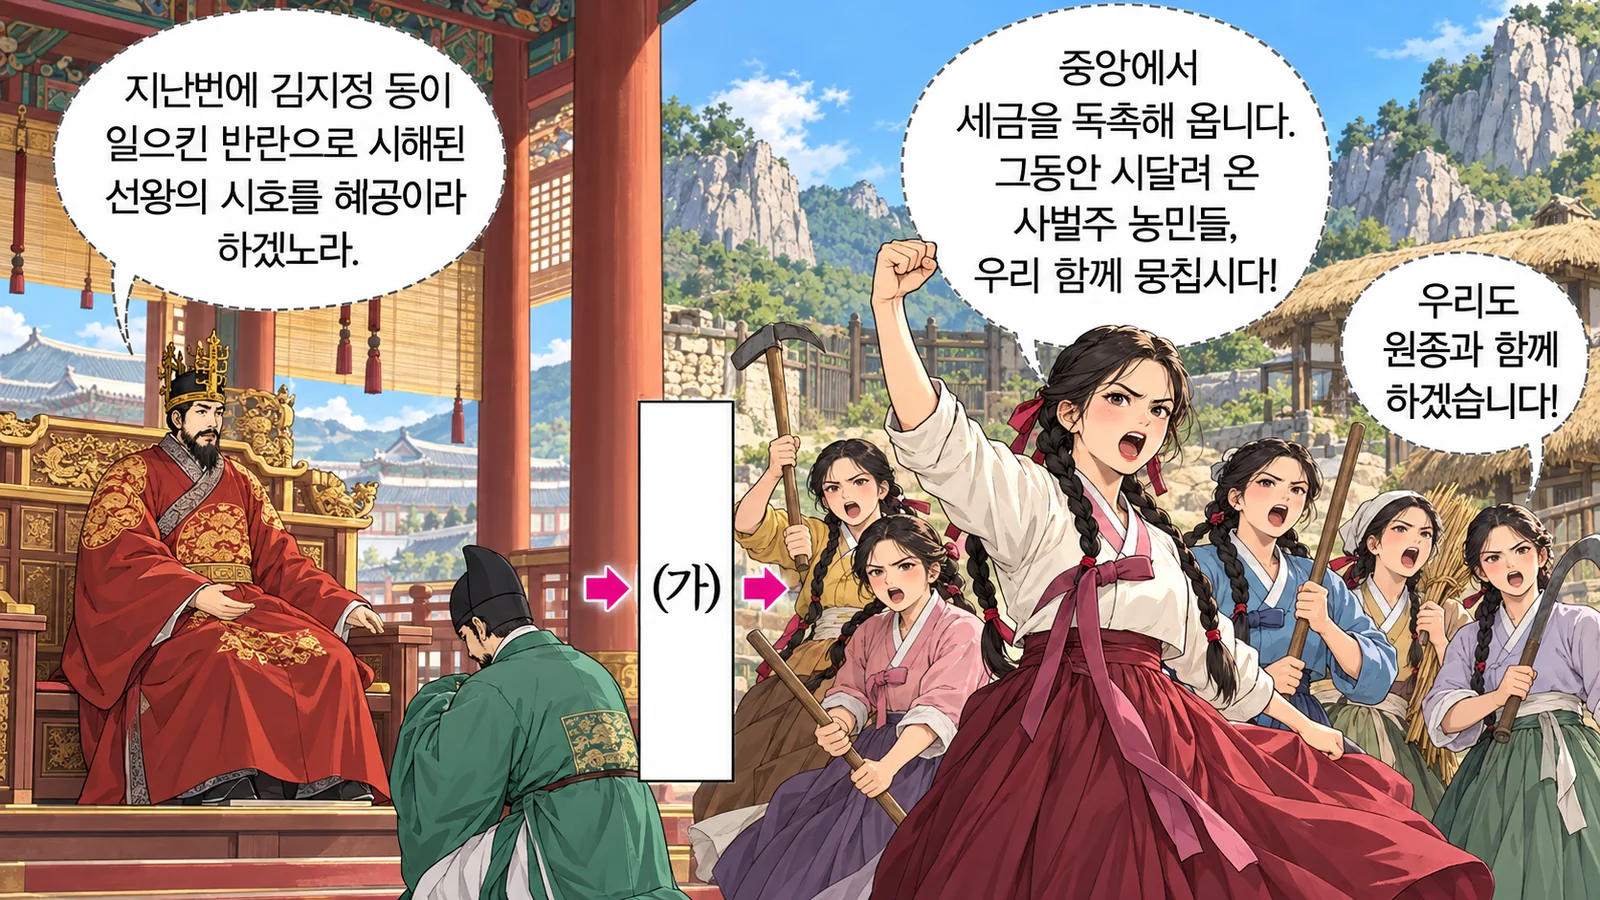 지난번에 김지정 등이
일으킨 반란으로 시해된
선왕의 시호를 혜공이라
하겠노라.
(가)
중앙에서
세금을 독촉해 옵니다.
그동안 시달려 온
사벌주 농민들,
우리 함께 뭉칩시다!
우리도
원종과 함께
하겠습니다!